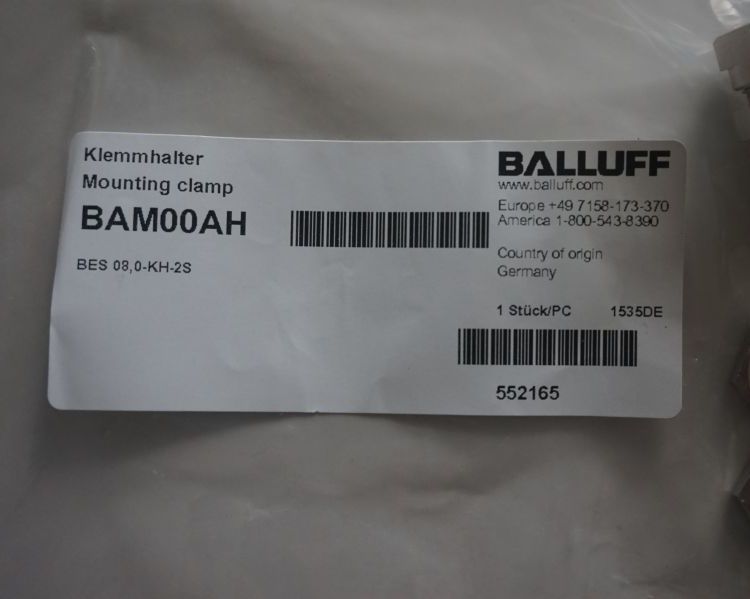 Klemmhalter
Mounting clamp
BAM00AH
BES 08,0-KH-2S
BALLUFF
www.balluff.com
Europe +49 7158-173-370
America 1-800-543-8390
Country of origin
Germany
1 Stück/PC 1535DE
552165